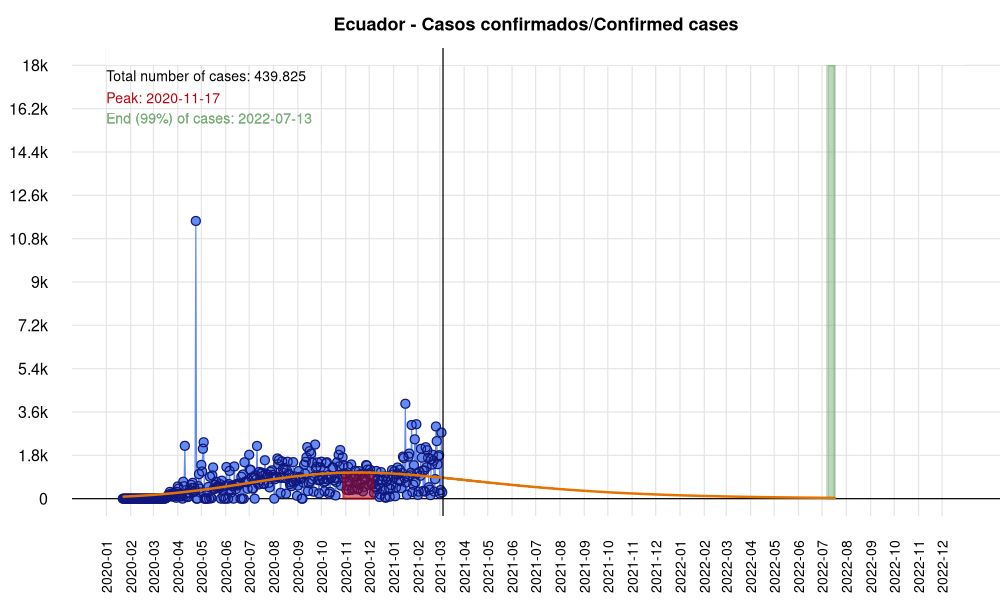 Ecuador - Casos confirmados/Confirmed cases
18k
Total number of cases: 439.825
Peak: 2020-11-17
16.2k
End (99%) of cases: 2022-07-13
14.4k
12.6k
10.8k
9k
7.2k
5.4k
3.6k
1.8k
0
2020-01
2020-02
2020-03
2020-04
2020-05
2020-06
2020-07
2020-08
2020-09
2020-10
2020-11
2020-12
2021-01
2021-02
2021-03
2021-04
2021-05
2021-06
2021-07
2021-08
2021-09
2021-10
2021-11
2021-12
2022-01
2022-02
2022-03
2022-04
2022-05
2022-06
2022-07
2022-08
2022-09
2022-10
2022-11
2022-12